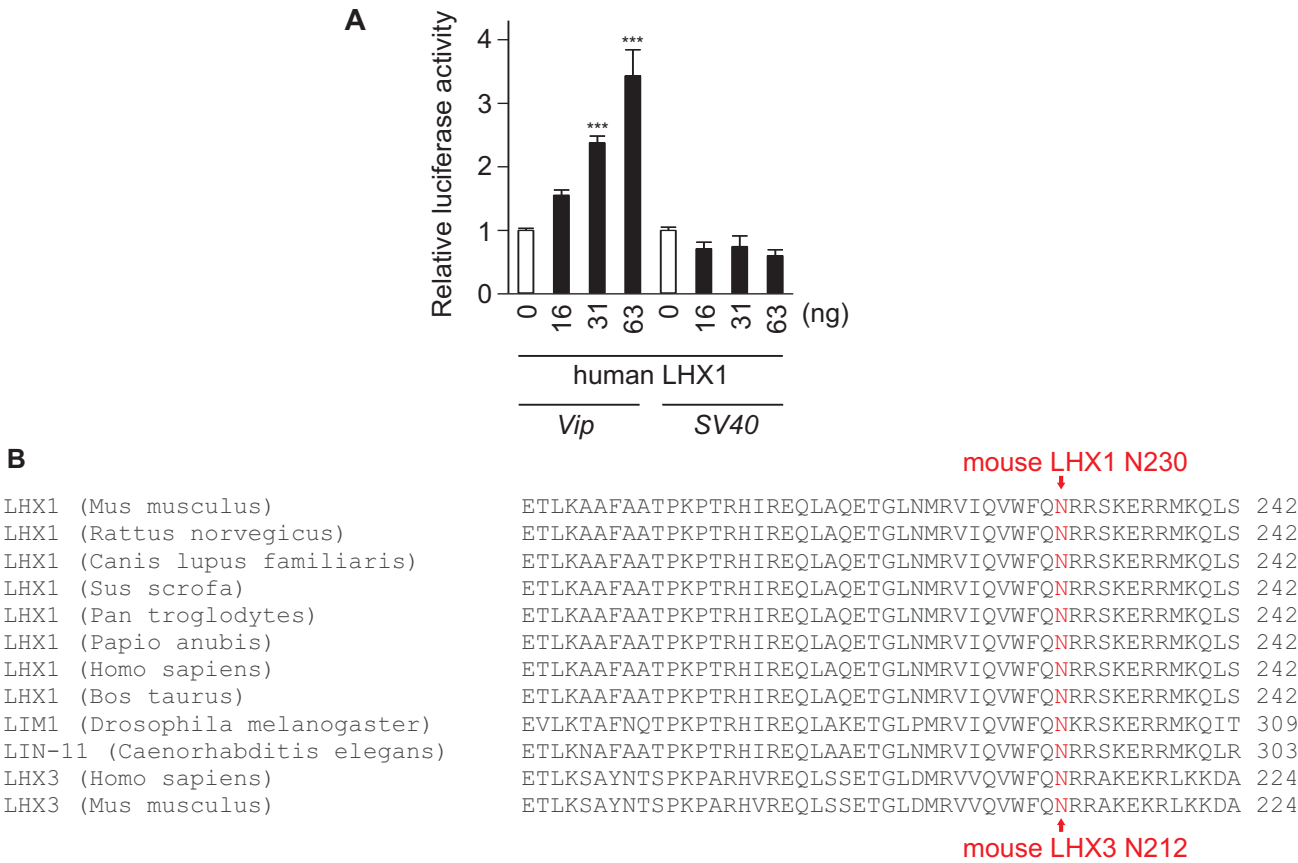 A
Relative luciferase activity
4
3
2
1
0
***
***
0 16 31 63 0 16 31 63 (ng)
human LHX1
Vip SV40
B
mouse LHX1 N230
LHX1 (Mus musculus) ETLKAAFAATPKPTRHIREQLAQETGLNMRVIQVWFQNRRSKERRMKQLS 242
LHX1 (Rattus norvegicus) ETLKAAFAATPKPTRHIREQLAQETGLNMRVIQVWFQNRRSKERRMKQLS 242
LHX1 (Canis lupus familiaris) ETLKAAFAATPKPTRHIREQLAQETGLNMRVIQVWFQNRRSKERRMKQLS 242
LHX1 (Sus scrofa) ETLKAAFAATPKPTRHIREQLAQETGLNMRVIQVWFQNRRSKERRMKQLS 242
LHX1 (Pan troglodytes) ETLKAAFAATPKPTRHIREQLAQETGLNMRVIQVWFQNRRSKERRMKQLS 242
LHX1 (Papio anubis) ETLKAAFAATPKPTRHIREQLAQETGLNMRVIQVWFQNRRSKERRMKQLS 242
LHX1 (Homo sapiens) ETLKAAFAATPKPTRHIREQLAQETGLNMRVIQVWFQNRRSKERRMKQLS 242
LHX1 (Bos taurus) ETLKAAFAATPKPTRHIREQLAQETGLNMRVIQVWFQNRRSKERRMKQLS 242
LIM1 (Drosophila melanogaster) EVLKTAFNQTPKPTRHIREQLAKETGLPMRVIQVWFQNKRSKERRMKQIT 309
LIN-11 (Caenorhabditis elegans) ETLKNAFAATPKPTRHIREQLAAETGLNMRVIQVWFQNRRSKERRMKQLR 303
LHX3 (Homo sapiens) ETLKSAYNTSPKPARHVREQLSSETGLDMRVVQVWFQNRRAKEKRLKKDA 224
LHX3 (Mus musculus) ETLKSAYNTSPKPARHVREQLSSETGLDMRVVQVWFQNRRAKEKRLKKDA 224
mouse LHX3 N212